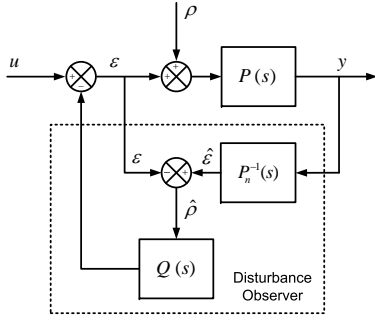 ρ
u
ε
P(s)
y
ε
ε̂
P_n^{-1}(s)
ρ̂
Q(s)
Disturbance
Observer
+
−
+
+
−
+